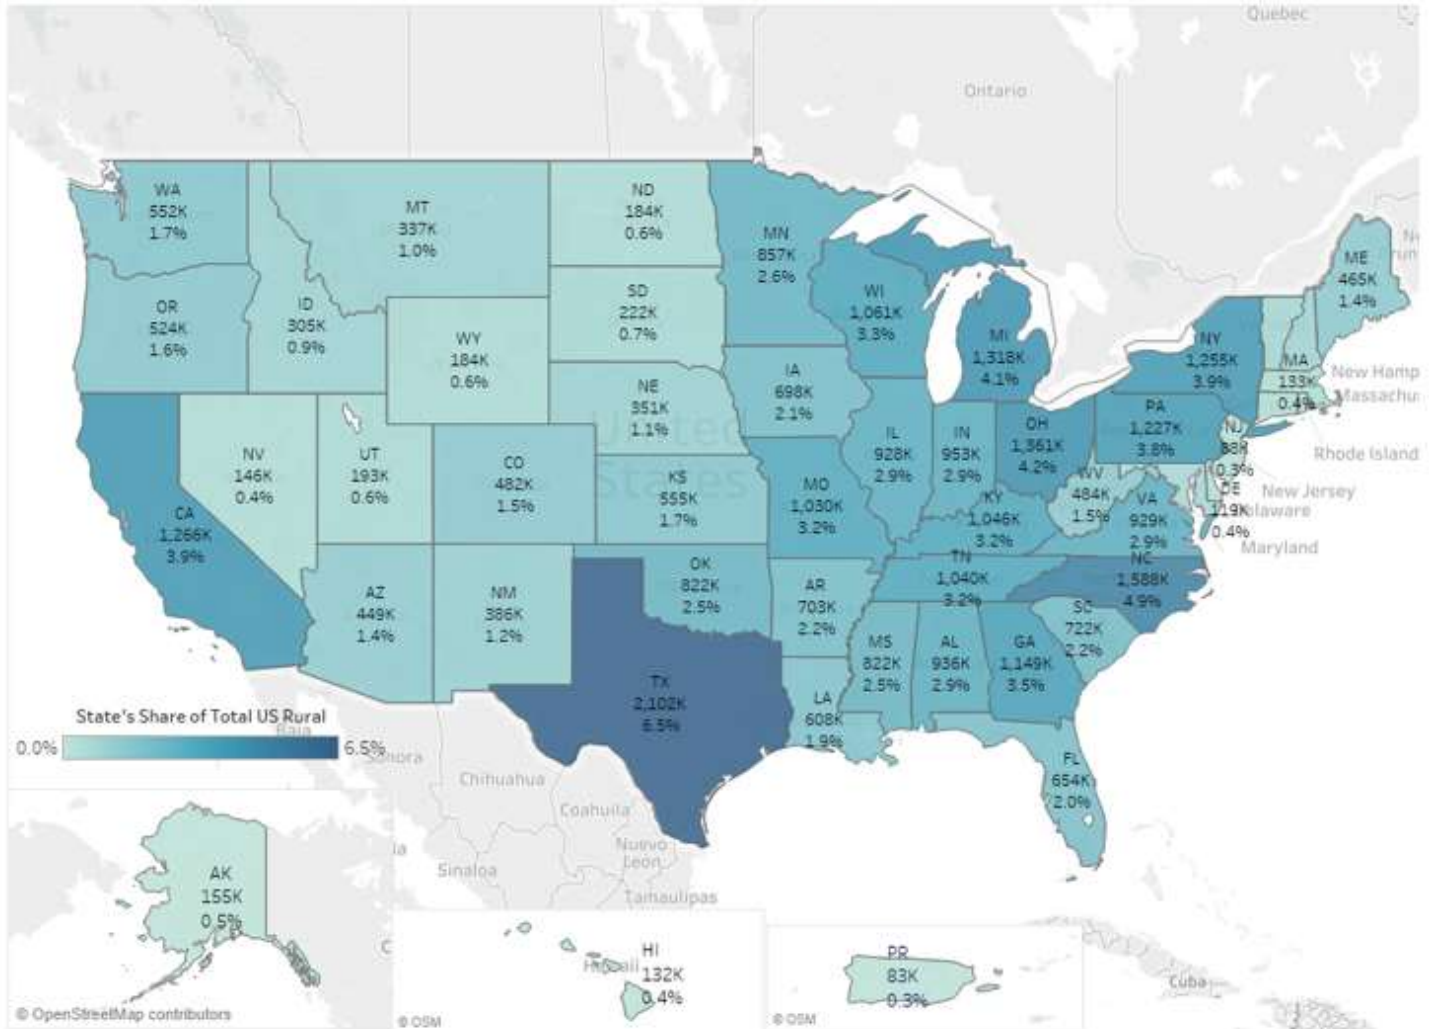 Quebec
Ontario
WA
552K
1.7%
MT
337K
1.0%
ND
184K
0.6%
MN
857K
2.6%
ME
465K
1.4%
OR
524K
1.6%
ID
305K
0.9%
WY
184K
0.6%
SD
222K
0.7%
WI
1,061K
3.3%
MI
1,318K
4.1%
NY
1,255K
3.9%
MA
133K
0.4%
New Hamp
Massachu
Rhode Island
NE
351K
1.1%
IA
698K
2.1%
United
States
PA
1,227K
3.8%
NJ
0.3%
New Jersey
NV
146K
0.4%
UT
193K
0.6%
CO
482K
1.5%
KS
555K
1.7%
MO
1,030K
3.2%
IL
928K
2.9%
IN
953K
2.9%
OH
1,361K
4.2%
WV
484K
1.5%
VA
929K
2.9%
DE
119K
0.4%
elaware
Maryland
CA
1,266K
3.9%
KY
1,046K
3.2%
AZ
449K
1.4%
NM
386K
1.2%
OK
822K
2.5%
AR
703K
2.2%
TN
1,040K
3.2%
NC
1,588K
4.9%
SC
722K
2.2%
TX
2,102K
6.5%
MS
822K
2.5%
AL
936K
2.9%
GA
1,149K
3.5%
LA
608K
1.9%
FL
654K
2.0%
State's Share of Total US Rural
0.0%
6.5%
Baja
Sonora
Chihuahua
Coahuila
Nuevo
León
Sinaloa
Tamaulipas
AK
155K
0.5%
© OpenStreetMap contributors
HI
132K
0.4%
Hawaii
© OSM
PR
83K
0.3%
© OSM
Cuba